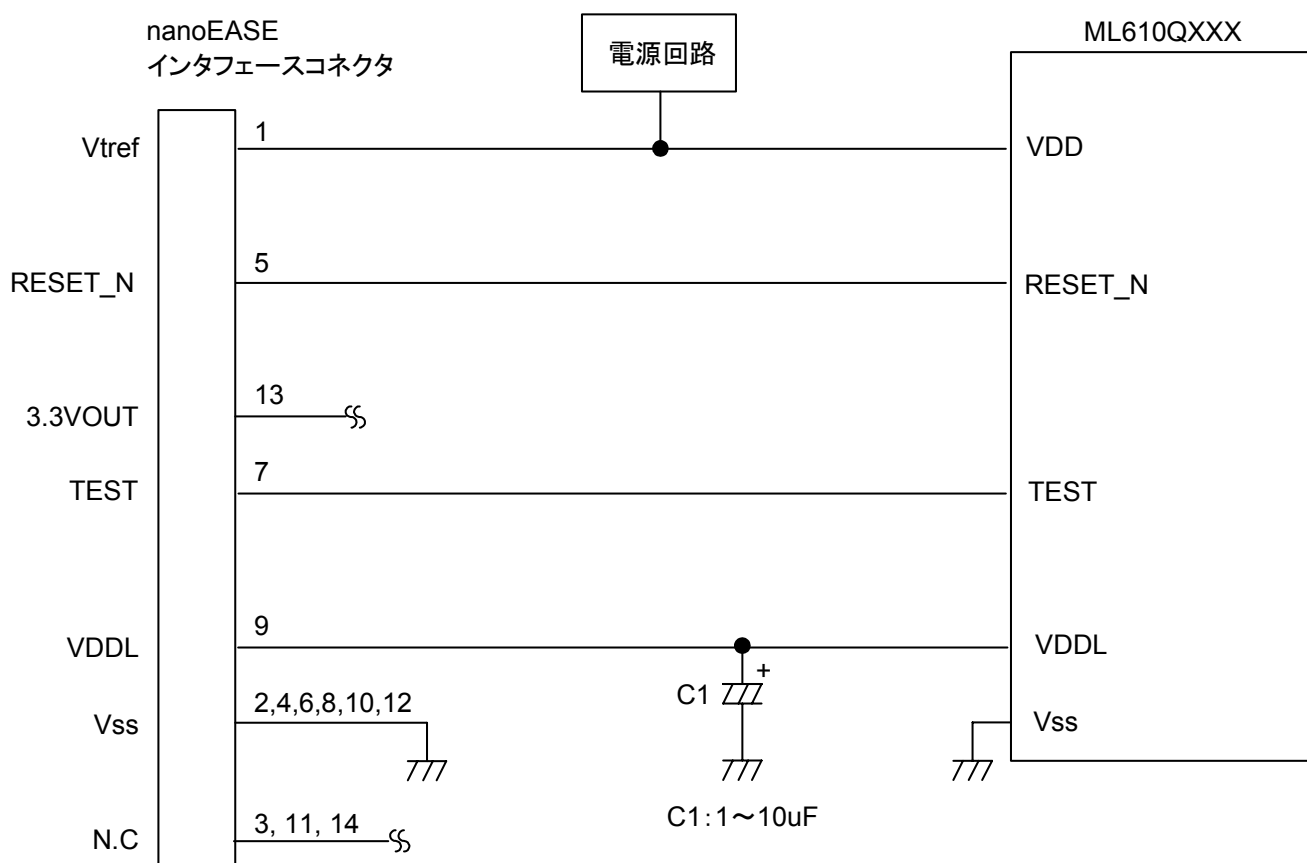 nanoEASE
インタフェースコネクタ
電源回路
ML610QXXX
Vtref
1
VDD
RESET_N
5
RESET_N
3.3VOUT
13
TEST
7
TEST
VDDL
9
VDDL
+
C1
Vss
2,4,6,8,10,12
Vss
C1:1～10uF
N.C
3, 11, 14